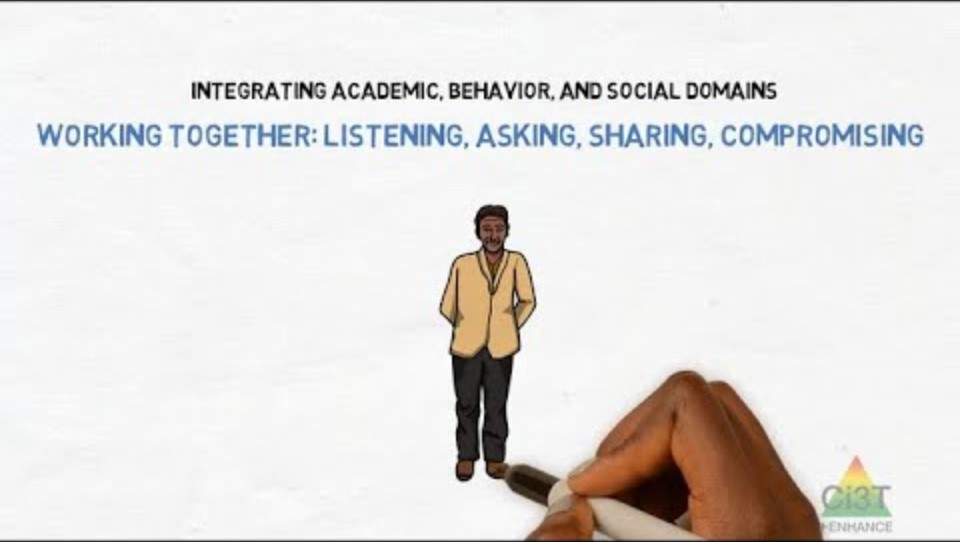 INTEGRATING ACADEMIC, BEHAVIOR, AND SOCIAL DOMAINS
WORKING TOGETHER: LISTENING, ASKING, SHARING, COMPROMISING
Ci3T
ENHANCE